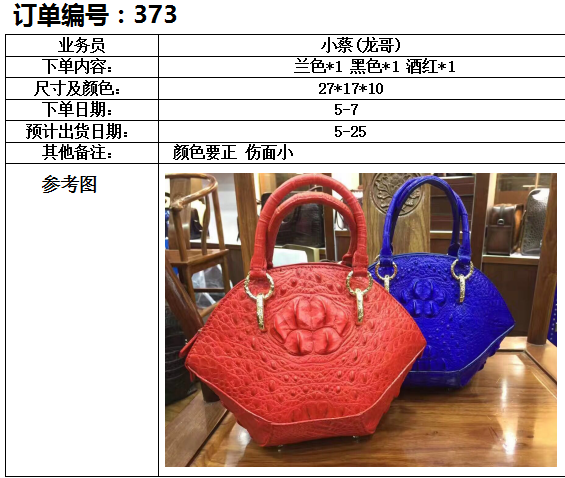 订单编号：373
业务员 小蔡(龙哥)
下单内容： 兰色*1 黑色*1 酒红*1
尺寸及颜色： 27*17*10
下单日期： 5-7
预计出货日期： 5-25
其他备注： 颜色要正 伤面小
参考图